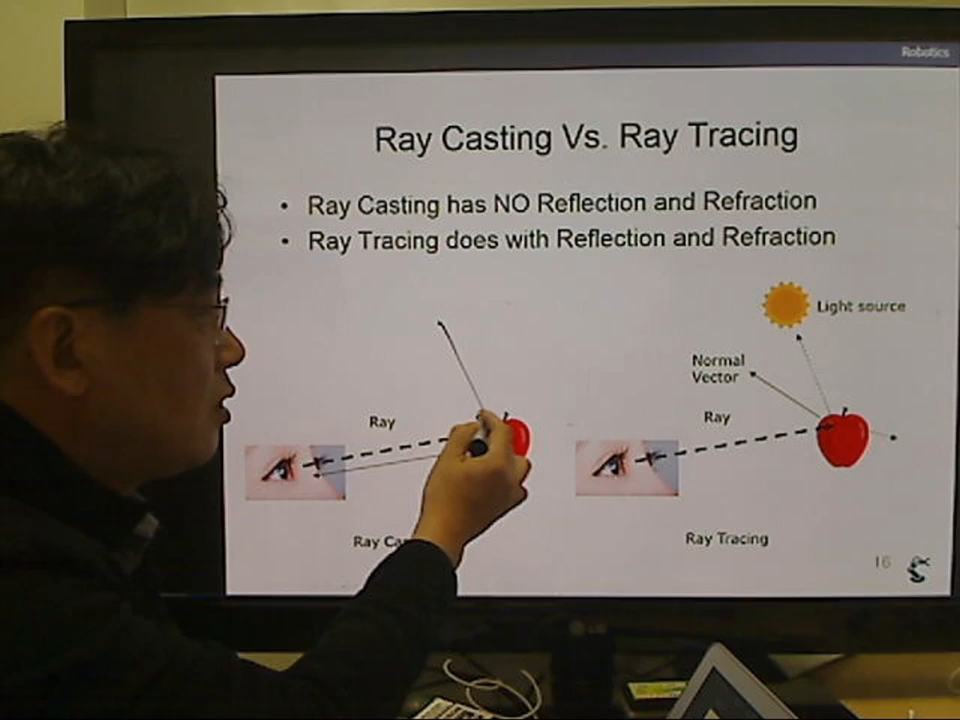 Robotics
Ray Casting Vs. Ray Tracing
• Ray Casting has NO Reflection and Refraction
• Ray Tracing does with Reflection and Refraction
Light source
Normal
Vector
Ray
Ray
Ray
Ray Tracing
16
LG